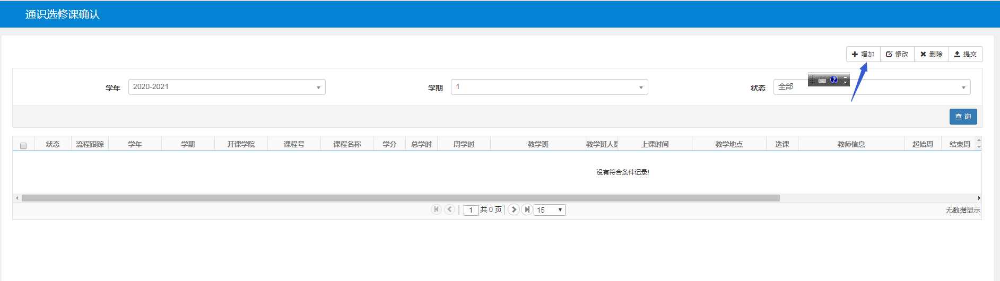 通识选修课确认
增加 修改 删除 提交
学年 2020-2021 学期 1 状态 全部
查 询
状态 流程跟踪 学年 学期 开课学院 课程号 课程名称 学分 总学时 周学时 教学班 教学班人数 上课时间 教学地点 选课 教师信息 起始周 结束周
没有符合条件记录!
1 共 0 页 15 无数据显示